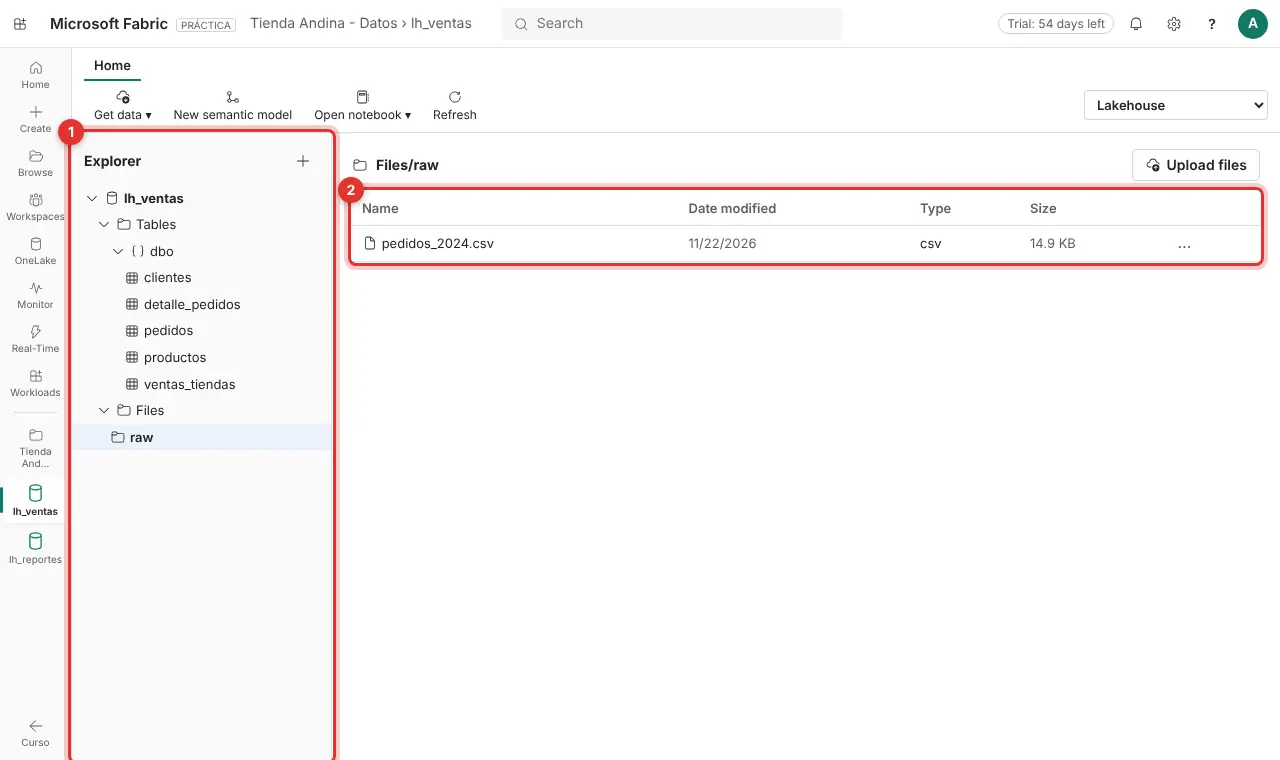 Microsoft Fabric PRÁCTICA Tienda Andina - Datos › lh_ventas Search Trial: 54 days left ? A
Home
Create
Browse
Workspaces
OneLake
Monitor
Real-Time
Workloads
Tienda
And...
lh_ventas
lh_reportes
Curso
Home
Get data ▾ New semantic model Open notebook ▾ Refresh Lakehouse
1
Explorer
lh_ventas
Tables
dbo
clientes
detalle_pedidos
pedidos
productos
ventas_tiendas
Files
raw
Files/raw Upload files
2
Name Date modified Type Size
pedidos_2024.csv 11/22/2026 csv 14.9 KB ...